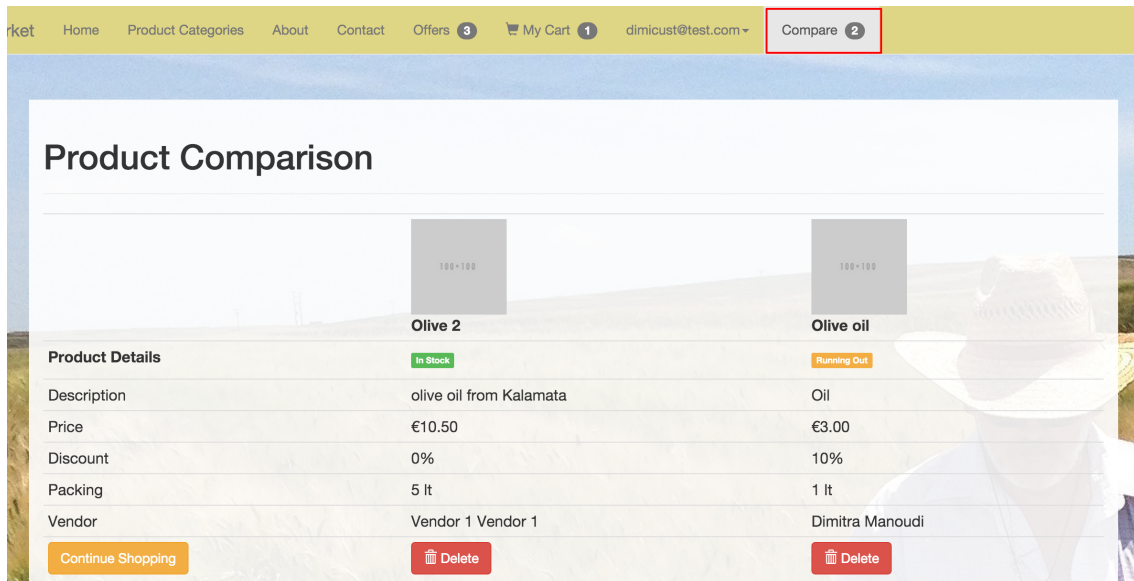 rket Home Product Categories About Contact Offers 3 My Cart 1 dimicust@test.com Compare 2
Product Comparison
100×100 100×100
Olive 2 Olive oil
Product Details In Stock Running Out
Description olive oil from Kalamata Oil
Price €10.50 €3.00
Discount 0% 10%
Packing 5 lt 1 lt
Vendor Vendor 1 Vendor 1 Dimitra Manoudi
Continue Shopping Delete Delete